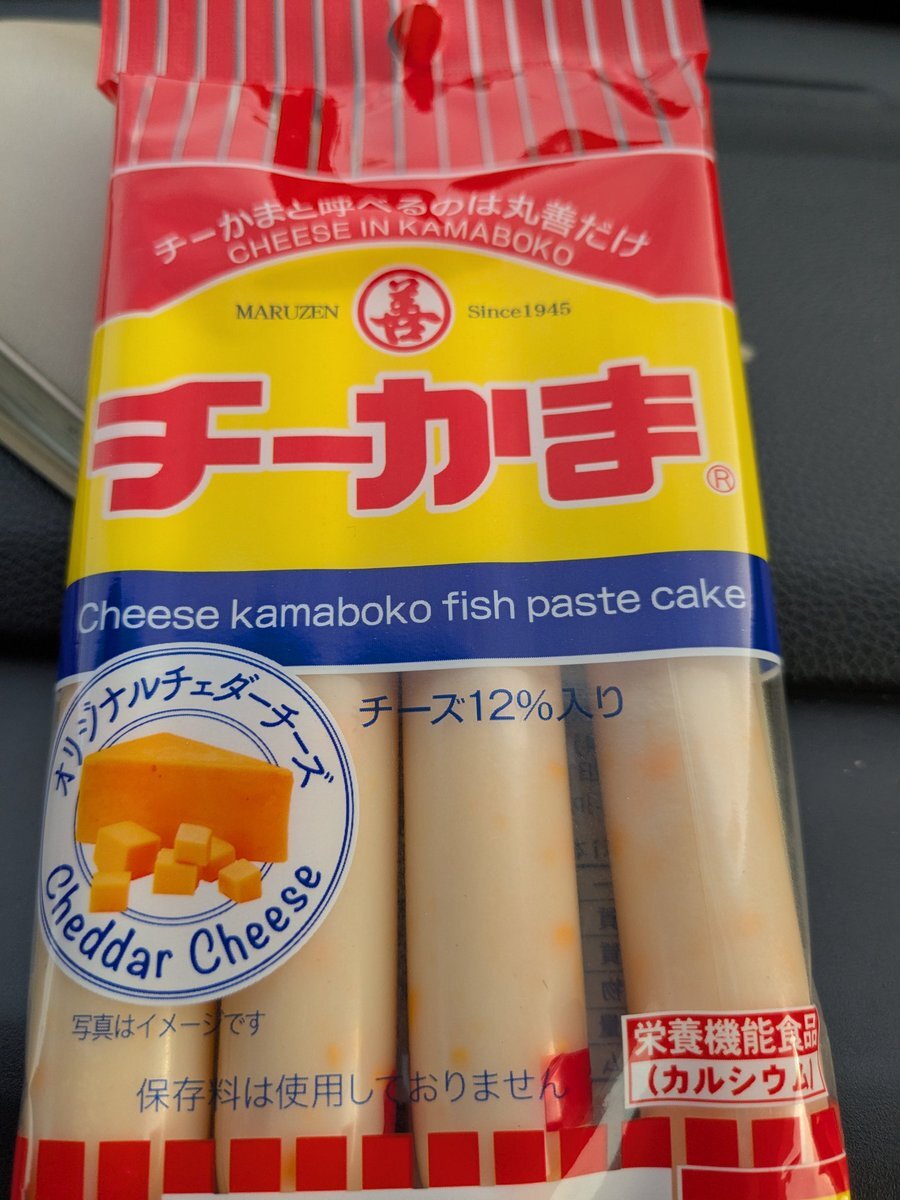 チーかまと呼べるのは丸善だけ
CHEESE IN KAMABOKO
MARUZEN 善 Since1945
チーかま®
Cheese kamaboko fish paste cake
オリジナルチェダーチーズ
Cheddar Cheese
チーズ12%入り
写真はイメージです
保存料は使用しておりません
栄養機能食品
(カルシウム)